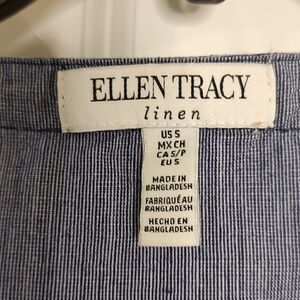 ELLEN TRACY
linen
US S
MX CH
CA S/P
EU S
MADE IN
BANGLADESH
FABRIQUÉ AU
BANGLADESH
HECHO EN
BANGLADESH